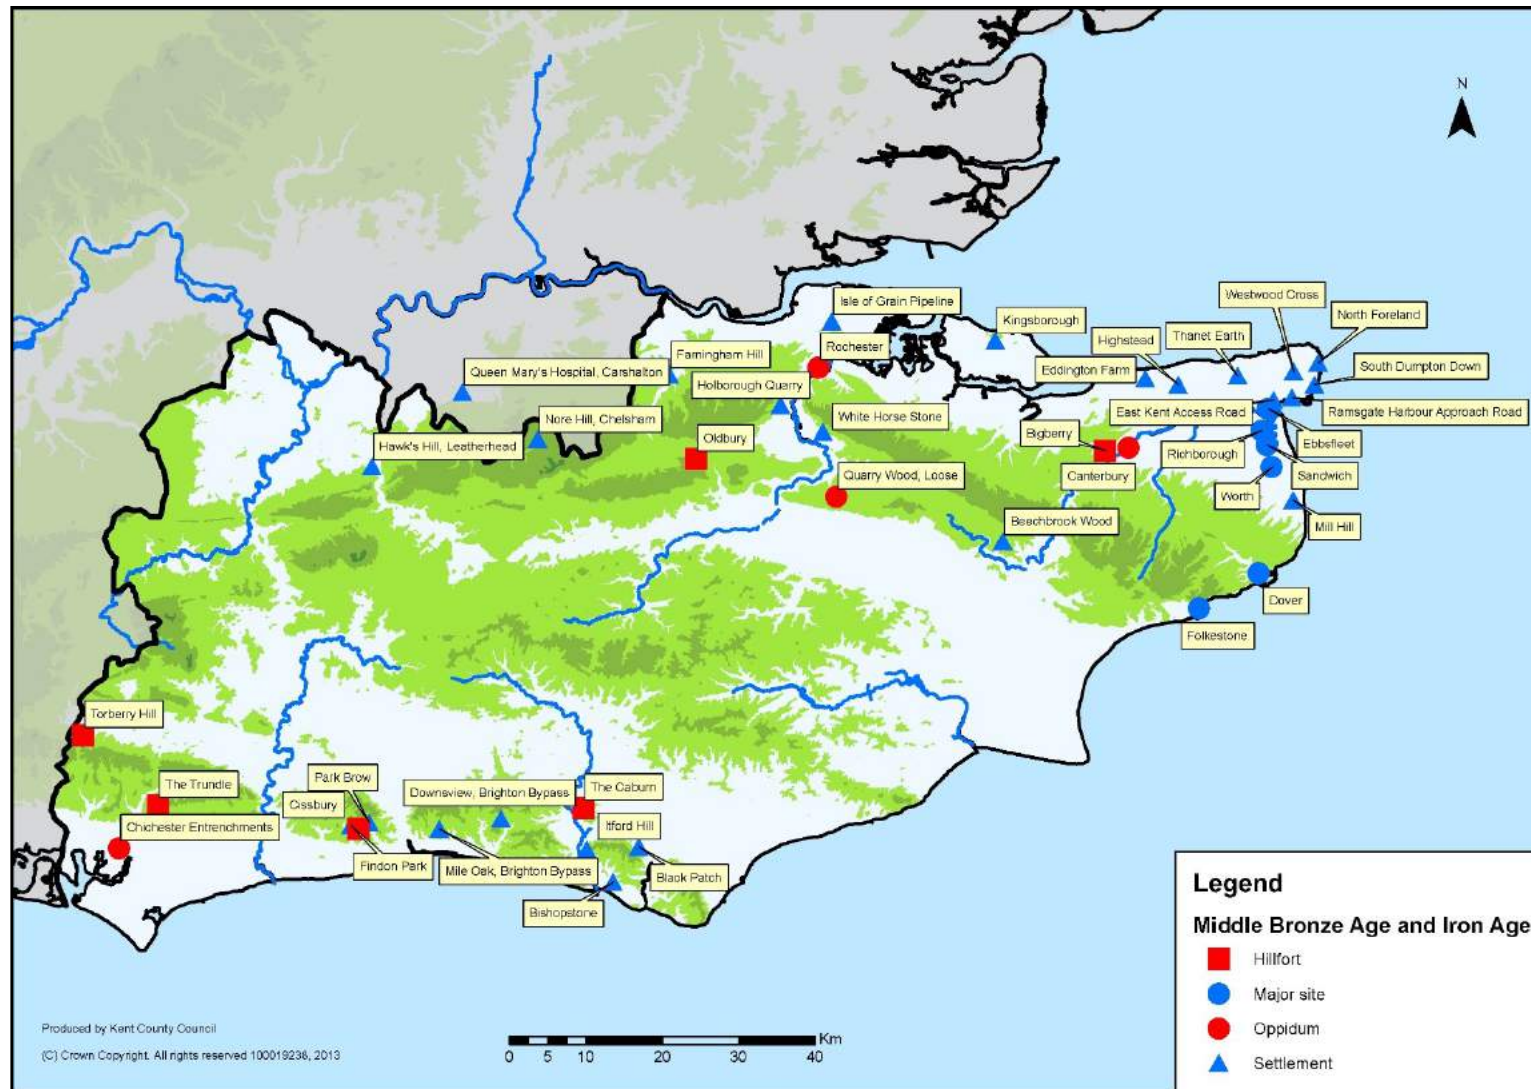 N
Westwood Cross
North Foreland
Isle of Grain Pipeline
Kingsborough
Thanet Earth
Highstead
Rochester
Farningham Hill
South Dumpton Down
Queen Mary's Hospital, Carshalton
Eddington Farm
Holborough Quarry
East Kent Access Road
Ramsgate Harbour Approach Road
Nore Hill, Chelsham
White Horse Stone
Bigberry
Ebbsfleet
Hawk's Hill, Leatherhead
Oldbury
Richborough
Quarry Wood, Loose
Canterbury
Sandwich
Worth
Beechbrook Wood
Mill Hill
Dover
Folkestone
Torberry Hill
The Trundle
Park Brow
Downsview, Brighton Bypass
The Caburn
Cissbury
Chichester Entrenchments
Itford Hill
Findon Park
Mile Oak, Brighton Bypass
Black Patch
Bishopstone
Legend
Middle Bronze Age and Iron Age
Hillfort
Major site
Oppidum
Settlement
Produced by Kent County Council
(C) Crown Copyright. All rights reserved 100019238, 2013
Km
0 5 10 20 30 40